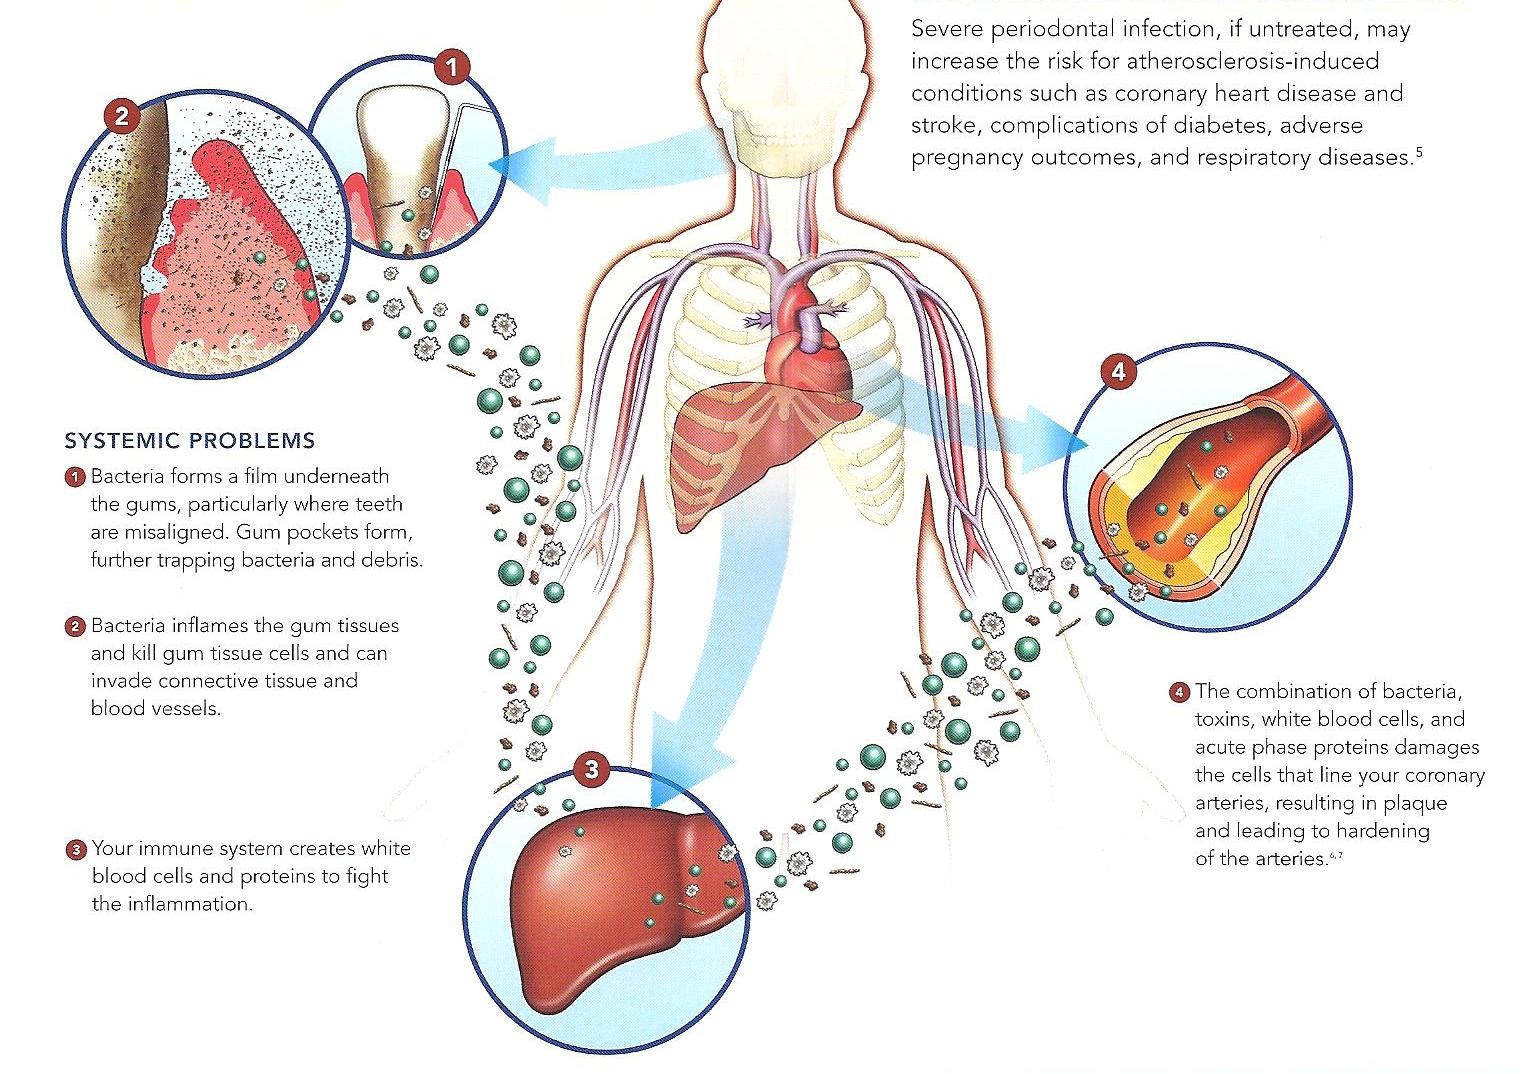 Severe periodontal infection, if untreated, may
increase the risk for atherosclerosis-induced
conditions such as coronary heart disease and
stroke, complications of diabetes, adverse
pregnancy outcomes, and respiratory diseases.⁵
1
2
4
SYSTEMIC PROBLEMS
1 Bacteria forms a film underneath
the gums, particularly where teeth
are misaligned. Gum pockets form,
further trapping bacteria and debris.
2 Bacteria inflames the gum tissues
and kill gum tissue cells and can
invade connective tissue and
blood vessels.
3
3 Your immune system creates white
blood cells and proteins to fight
the inflammation.
4 The combination of bacteria,
toxins, white blood cells, and
acute phase proteins damages
the cells that line your coronary
arteries, resulting in plaque
and leading to hardening
of the arteries.⁶,⁷